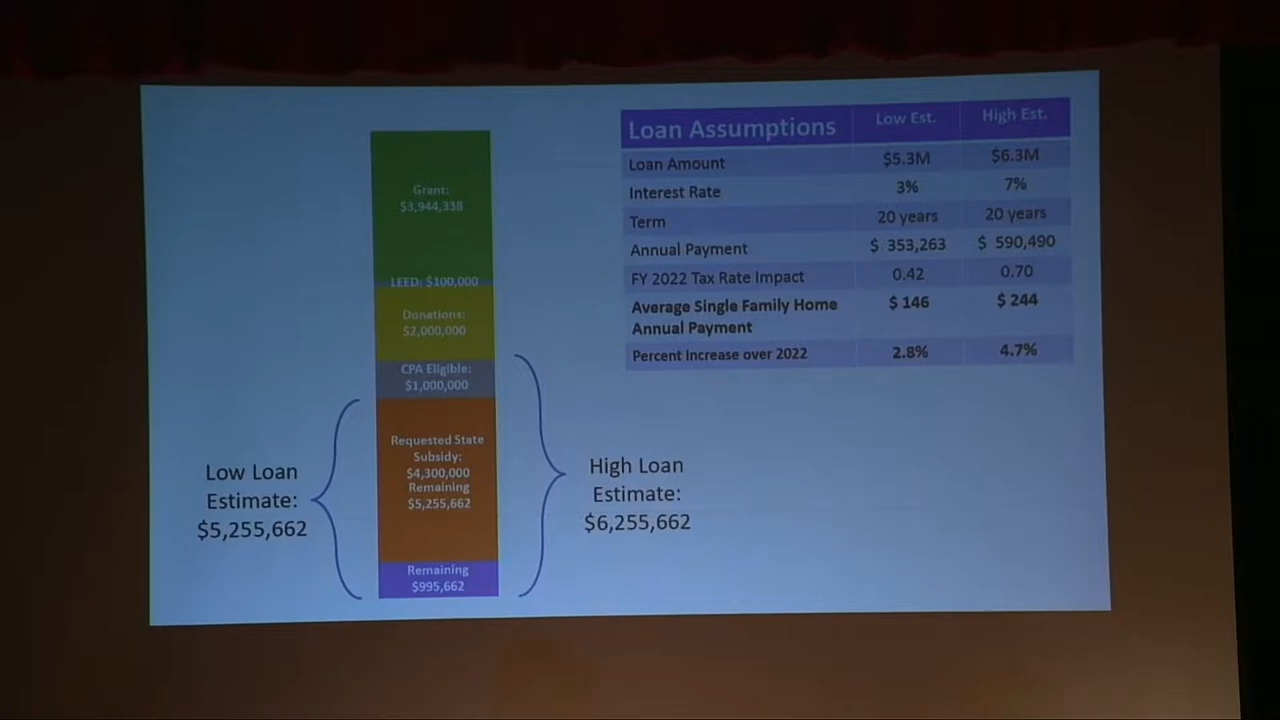 Grant:
$3,944,338
LEED: $100,000
Donations:
$2,000,000
CPA Eligible:
$1,000,000
Requested State
Subsidy:
$4,300,000
Remaining
$5,255,662
Remaining
$995,662
Low Loan
Estimate:
$5,255,662
High Loan
Estimate:
$6,255,662
Loan Assumptions Low Est. High Est.
Loan Amount $5.3M $6.3M
Interest Rate 3% 7%
Term 20 years 20 years
Annual Payment $ 353,263 $ 590,490
FY 2022 Tax Rate Impact 0.42 0.70
Average Single Family Home $ 146 $ 244
Annual Payment
Percent Increase over 2022 2.8% 4.7%